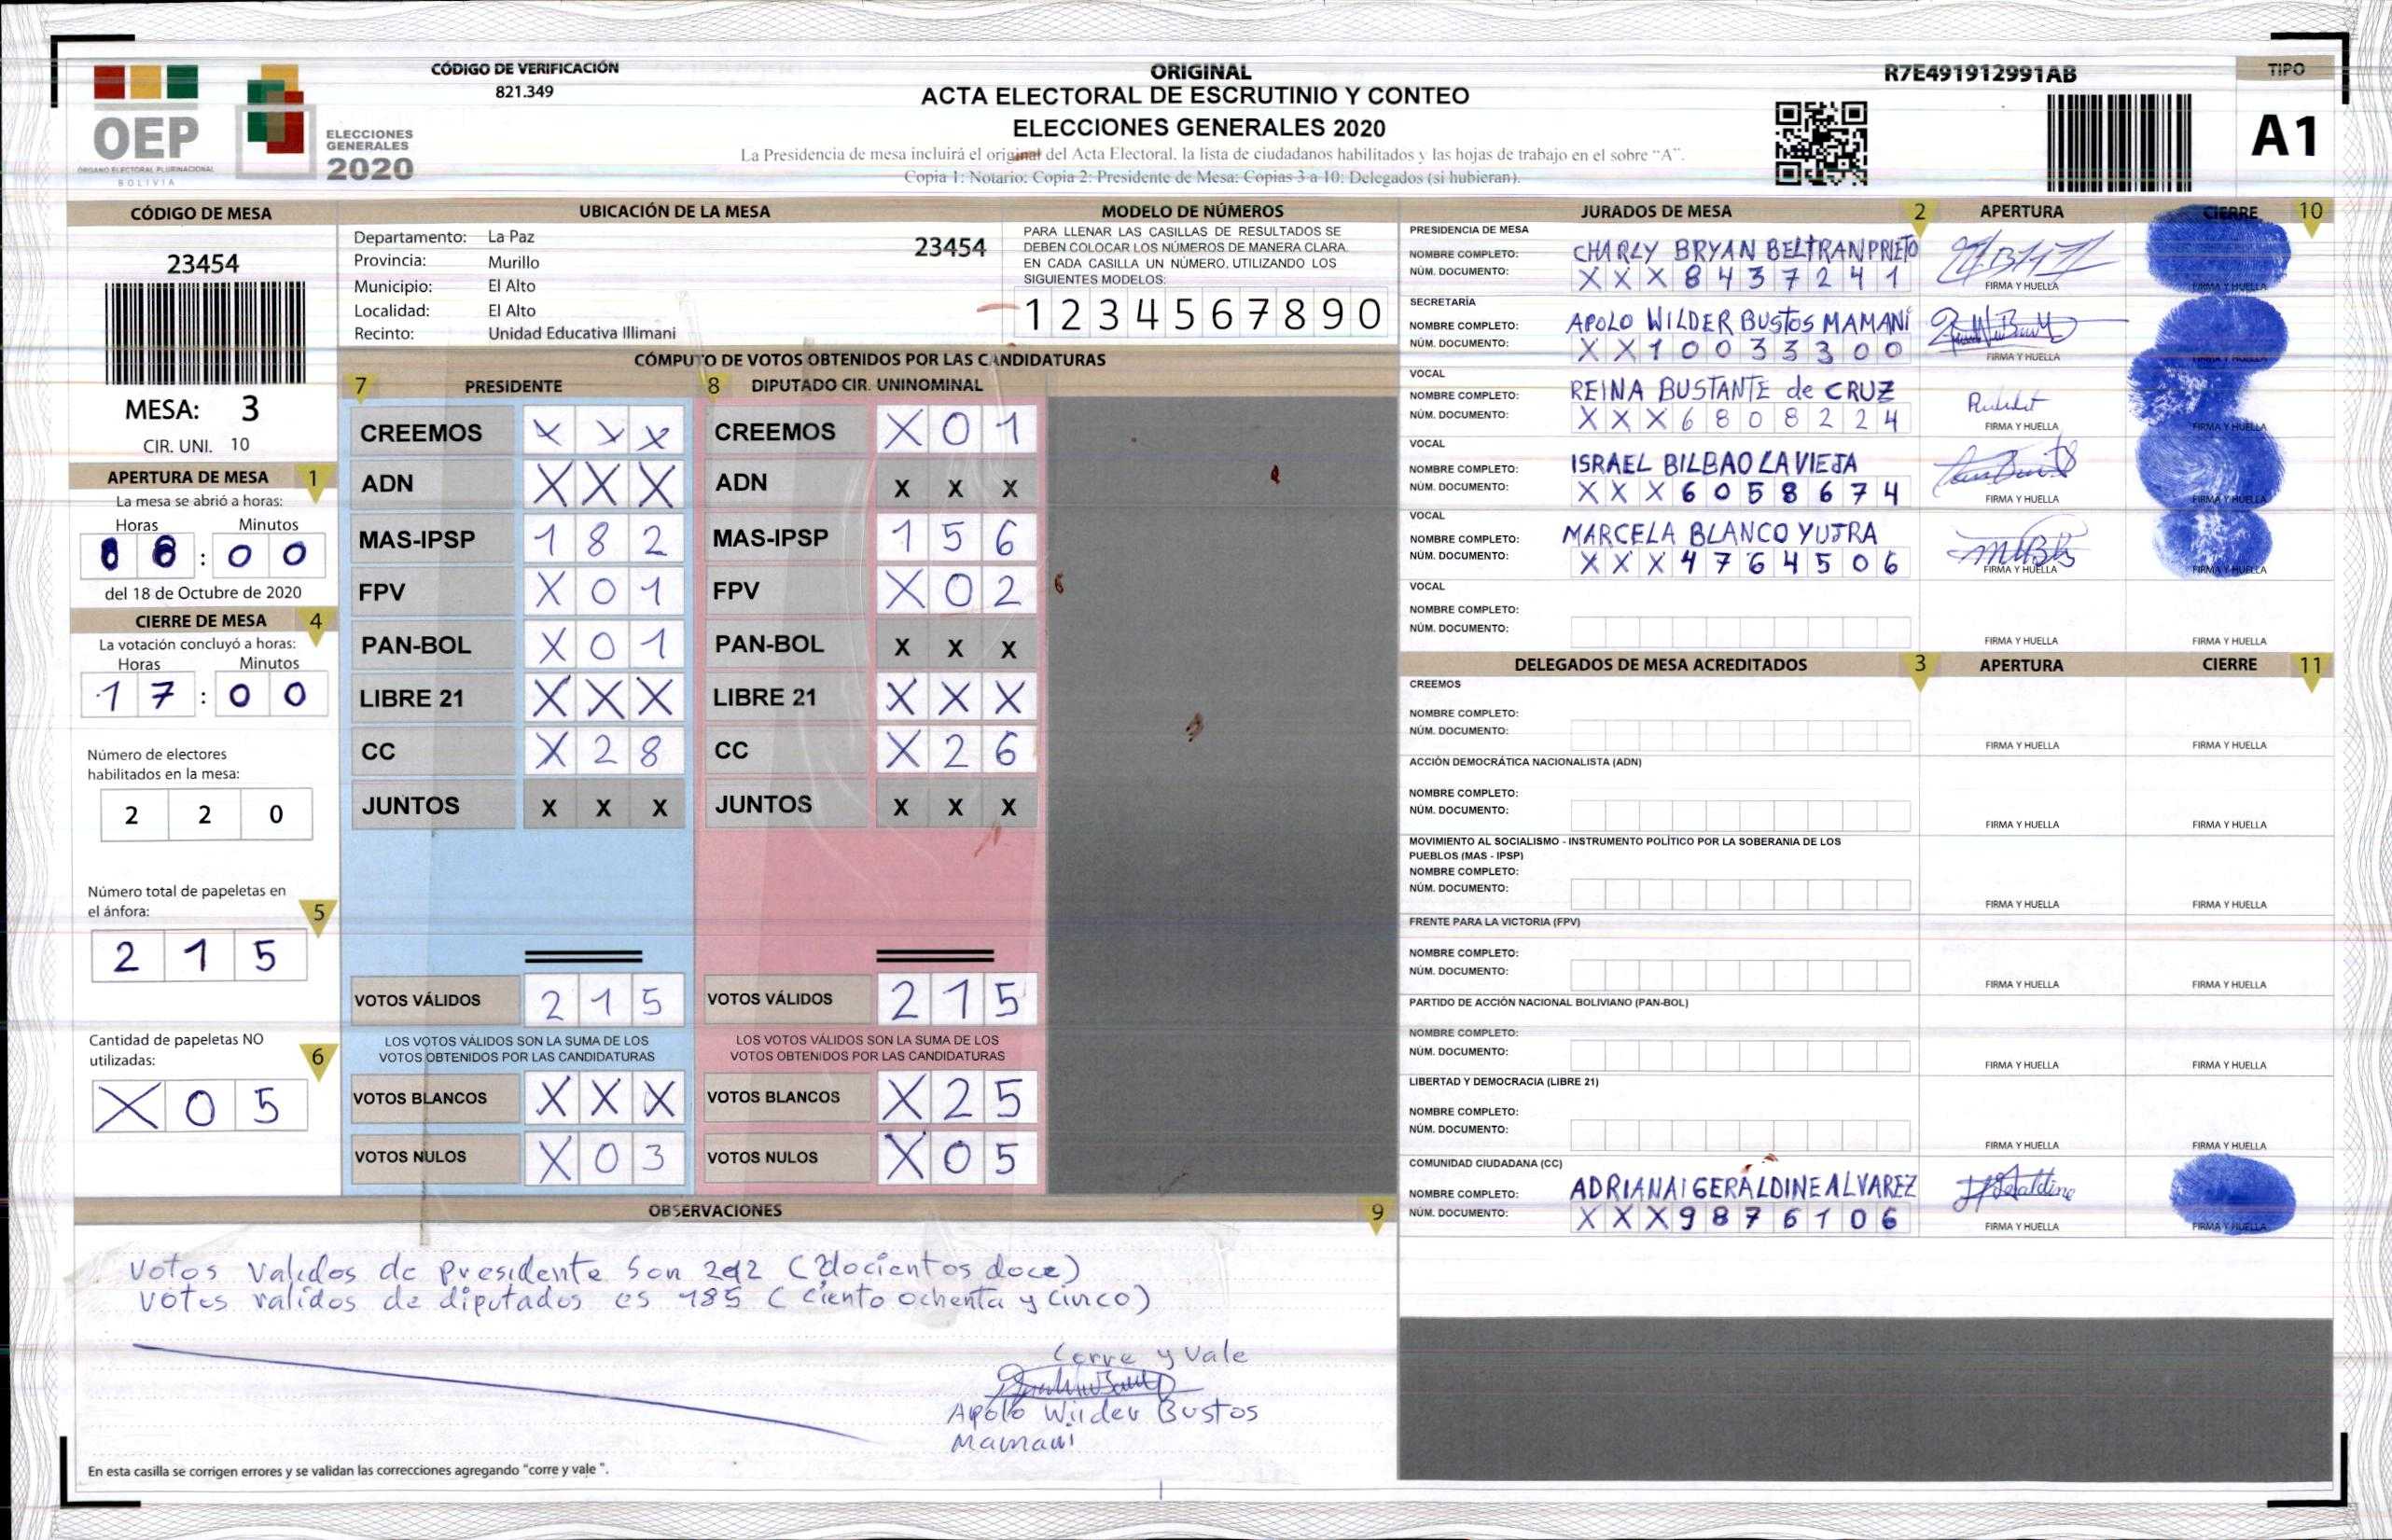 OEP
ÓRGANO ELECTORAL PLURINACIONAL
BOLIVIA
ELECCIONES
GENERALES
2020
CÓDIGO DE VERIFICACIÓN
821.349
ORIGINAL
ACTA ELECTORAL DE ESCRUTINIO Y CONTEO
ELECCIONES GENERALES 2020
La Presidencia de mesa incluirá el original del Acta Electoral, la lista de ciudadanos habilitados y las hojas de trabajo en el sobre "A".
Copia 1: Notario; Copia 2: Presidente de Mesa; Copias 3 a 10: Delegados (si hubieran).
R7E491912991AB
TIPO
A1
CÓDIGO DE MESA
23454
MESA: 3
CIR. UNI. 10
APERTURA DE MESA 1
La mesa se abrió a horas:
Horas Minutos
: 0 0
del 18 de Octubre de 2020
CIERRE DE MESA 4
La votación concluyó a horas:
Horas Minutos
1 7 : 0 0
Número de electores
habilitados en la mesa:
2 2 0
Número total de papeletas en
el ánfora: 5
2 1 5
Cantidad de papeletas NO
utilizadas: 6
X 0 5
UBICACIÓN DE LA MESA
Departamento: La Paz 23454
Provincia: Murillo
Municipio: El Alto
Localidad: El Alto
Recinto: Unidad Educativa Illimani
MODELO DE NÚMEROS
PARA LLENAR LAS CASILLAS DE RESULTADOS SE
DEBEN COLOCAR LOS NÚMEROS DE MANERA CLARA.
EN CADA CASILLA UN NÚMERO, UTILIZANDO LOS
SIGUIENTES MODELOS:
1 2 3 4 5 6 7 8 9 0
CÓMPUTO DE VOTOS OBTENIDOS POR LAS CANDIDATURAS
7 PRESIDENTE 8 DIPUTADO CIR. UNINOMINAL
CREEMOS X X X CREEMOS X 0 1
ADN X X X ADN X X X
MAS-IPSP 1 8 2 MAS-IPSP 1 5 6
FPV X 0 1 FPV X 0 2
PAN-BOL X 0 1 PAN-BOL X X X
LIBRE 21 X X X LIBRE 21 X X X
CC X 2 8 CC X 2 6
JUNTOS X X X JUNTOS X X X
VOTOS VÁLIDOS 2 1 5 VOTOS VÁLIDOS 2 1 5
LOS VOTOS VÁLIDOS SON LA SUMA DE LOS LOS VOTOS VÁLIDOS SON LA SUMA DE LOS
VOTOS OBTENIDOS POR LAS CANDIDATURAS VOTOS OBTENIDOS POR LAS CANDIDATURAS
VOTOS BLANCOS X X X VOTOS BLANCOS X 2 5
VOTOS NULOS X 0 3 VOTOS NULOS X 0 5
OBSERVACIONES 9
Votos Validos de presidente Son 212 (docientos doce)
Votos validos de diputados es 185 (ciento ochenta y cinco)
Corre y Vale
Apolo Wilder Bustos
Mamani
En esta casilla se corrigen errores y se validan las correcciones agregando "corre y vale ".
JURADOS DE MESA 2 APERTURA CIERRE 10
PRESIDENCIA DE MESA
NOMBRE COMPLETO: CHARLY BRYAN BELTRAN PRIETO
NÚM. DOCUMENTO: X X X 8 4 3 7 2 4 1
FIRMA Y HUELLA FIRMA Y HUELLA
SECRETARÍA
NOMBRE COMPLETO: APOLO WILDER BUSTOS MAMANI
NÚM. DOCUMENTO: X X 1 0 0 3 3 3 0 0
FIRMA Y HUELLA FIRMA Y HUELLA
VOCAL
NOMBRE COMPLETO: REINA BUSTANTE de CRUZ
NÚM. DOCUMENTO: X X X 6 8 0 8 2 2 4
FIRMA Y HUELLA FIRMA Y HUELLA
VOCAL
NOMBRE COMPLETO: ISRAEL BILBAO LAVIEJA
NÚM. DOCUMENTO: X X X 6 0 5 8 6 7 4
FIRMA Y HUELLA FIRMA Y HUELLA
VOCAL
NOMBRE COMPLETO: MARCELA BLANCO YUJRA
NÚM. DOCUMENTO: X X X 4 7 6 4 5 0 6
FIRMA Y HUELLA FIRMA Y HUELLA
VOCAL
NOMBRE COMPLETO:
NÚM. DOCUMENTO:
FIRMA Y HUELLA FIRMA Y HUELLA
DELEGADOS DE MESA ACREDITADOS 3 APERTURA CIERRE 11
CREEMOS
NOMBRE COMPLETO:
NÚM. DOCUMENTO:
FIRMA Y HUELLA FIRMA Y HUELLA
ACCIÓN DEMOCRÁTICA NACIONALISTA (ADN)
NOMBRE COMPLETO:
NÚM. DOCUMENTO:
FIRMA Y HUELLA FIRMA Y HUELLA
MOVIMIENTO AL SOCIALISMO - INSTRUMENTO POLÍTICO POR LA SOBERANIA DE LOS
PUEBLOS (MAS - IPSP)
NOMBRE COMPLETO:
NÚM. DOCUMENTO:
FIRMA Y HUELLA FIRMA Y HUELLA
FRENTE PARA LA VICTORIA (FPV)
NOMBRE COMPLETO:
NÚM. DOCUMENTO:
FIRMA Y HUELLA FIRMA Y HUELLA
PARTIDO DE ACCIÓN NACIONAL BOLIVIANO (PAN-BOL)
NOMBRE COMPLETO:
NÚM. DOCUMENTO:
FIRMA Y HUELLA FIRMA Y HUELLA
LIBERTAD Y DEMOCRACIA (LIBRE 21)
NOMBRE COMPLETO:
NÚM. DOCUMENTO:
FIRMA Y HUELLA FIRMA Y HUELLA
COMUNIDAD CIUDADANA (CC)
NOMBRE COMPLETO: ADRIANA GERALDINE ALVAREZ
NÚM. DOCUMENTO: X X X 9 8 7 6 1 0 6
FIRMA Y HUELLA FIRMA Y HUELLA